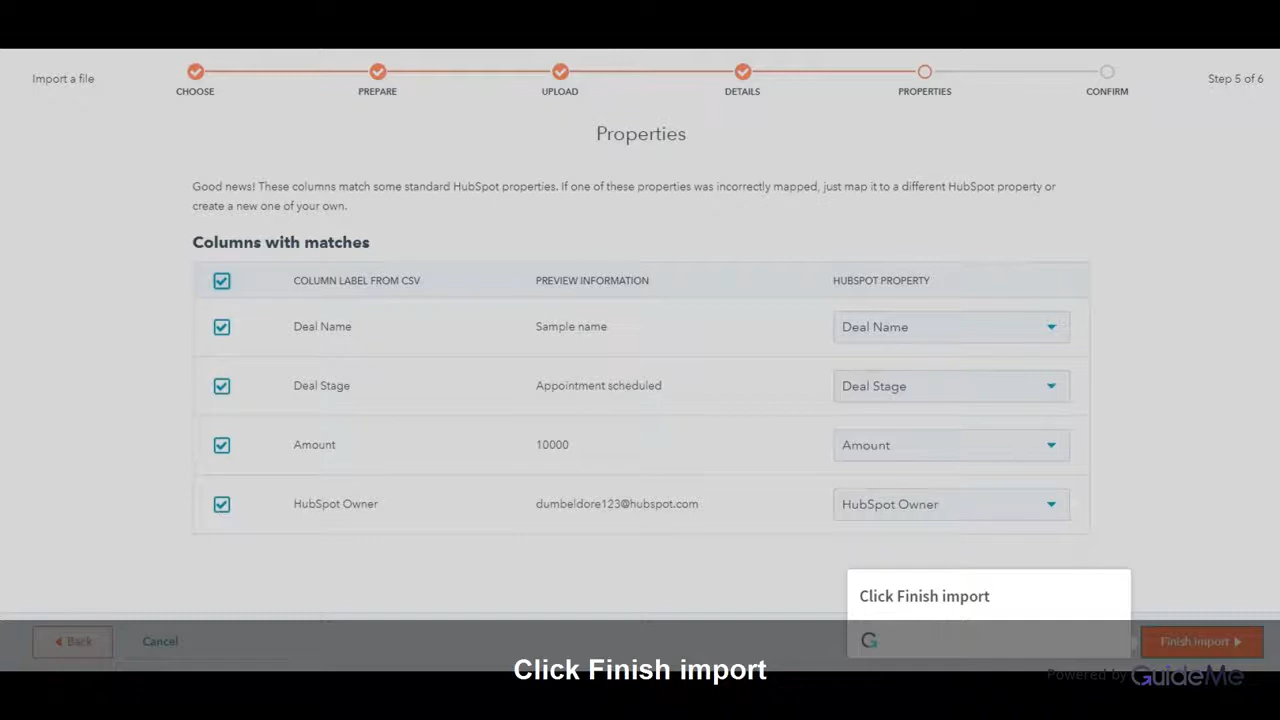 Import a file
CHOOSE
PREPARE
UPLOAD
DETAILS
PROPERTIES
CONFIRM
Step 5 of 6
Properties
Good news! These columns match some standard HubSpot properties. If one of these properties was incorrectly mapped, just map it to a different HubSpot property or
create a new one of your own.
Columns with matches
COLUMN LABEL FROM CSV PREVIEW INFORMATION HUBSPOT PROPERTY
Deal Name Sample name Deal Name
Deal Stage Appointment scheduled Deal Stage
Amount 10000 Amount
HubSpot Owner dumbeldore123@hubspot.com HubSpot Owner
Click Finish import
Back
Cancel
Finish import
Click Finish import
Powered by GuideMe